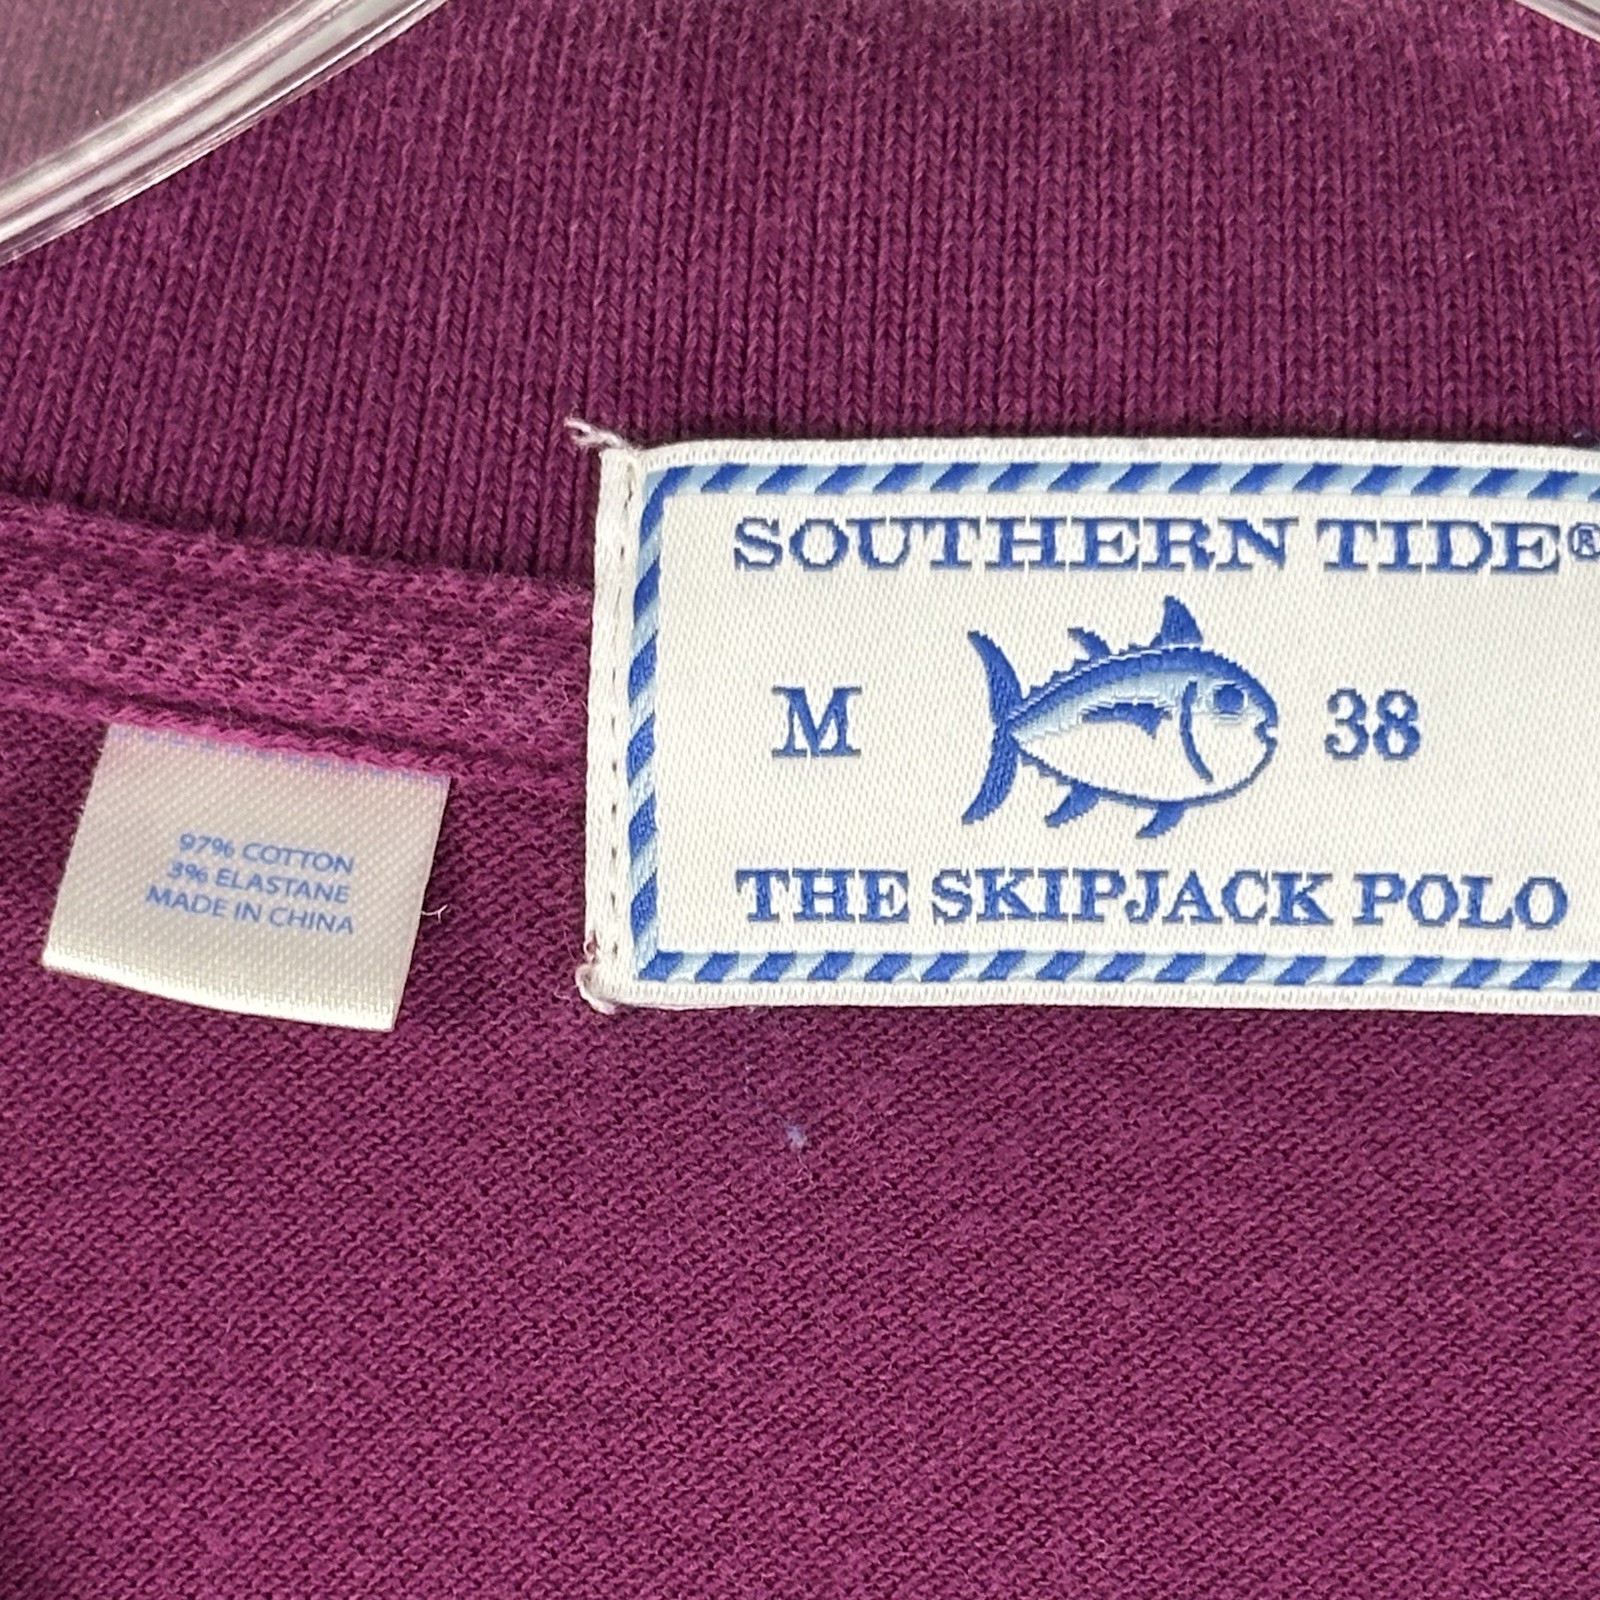 SOUTHERN TIDE®
M 38
THE SKIPJACK POLO
97% COTTON
3% ELASTANE
MADE IN CHINA